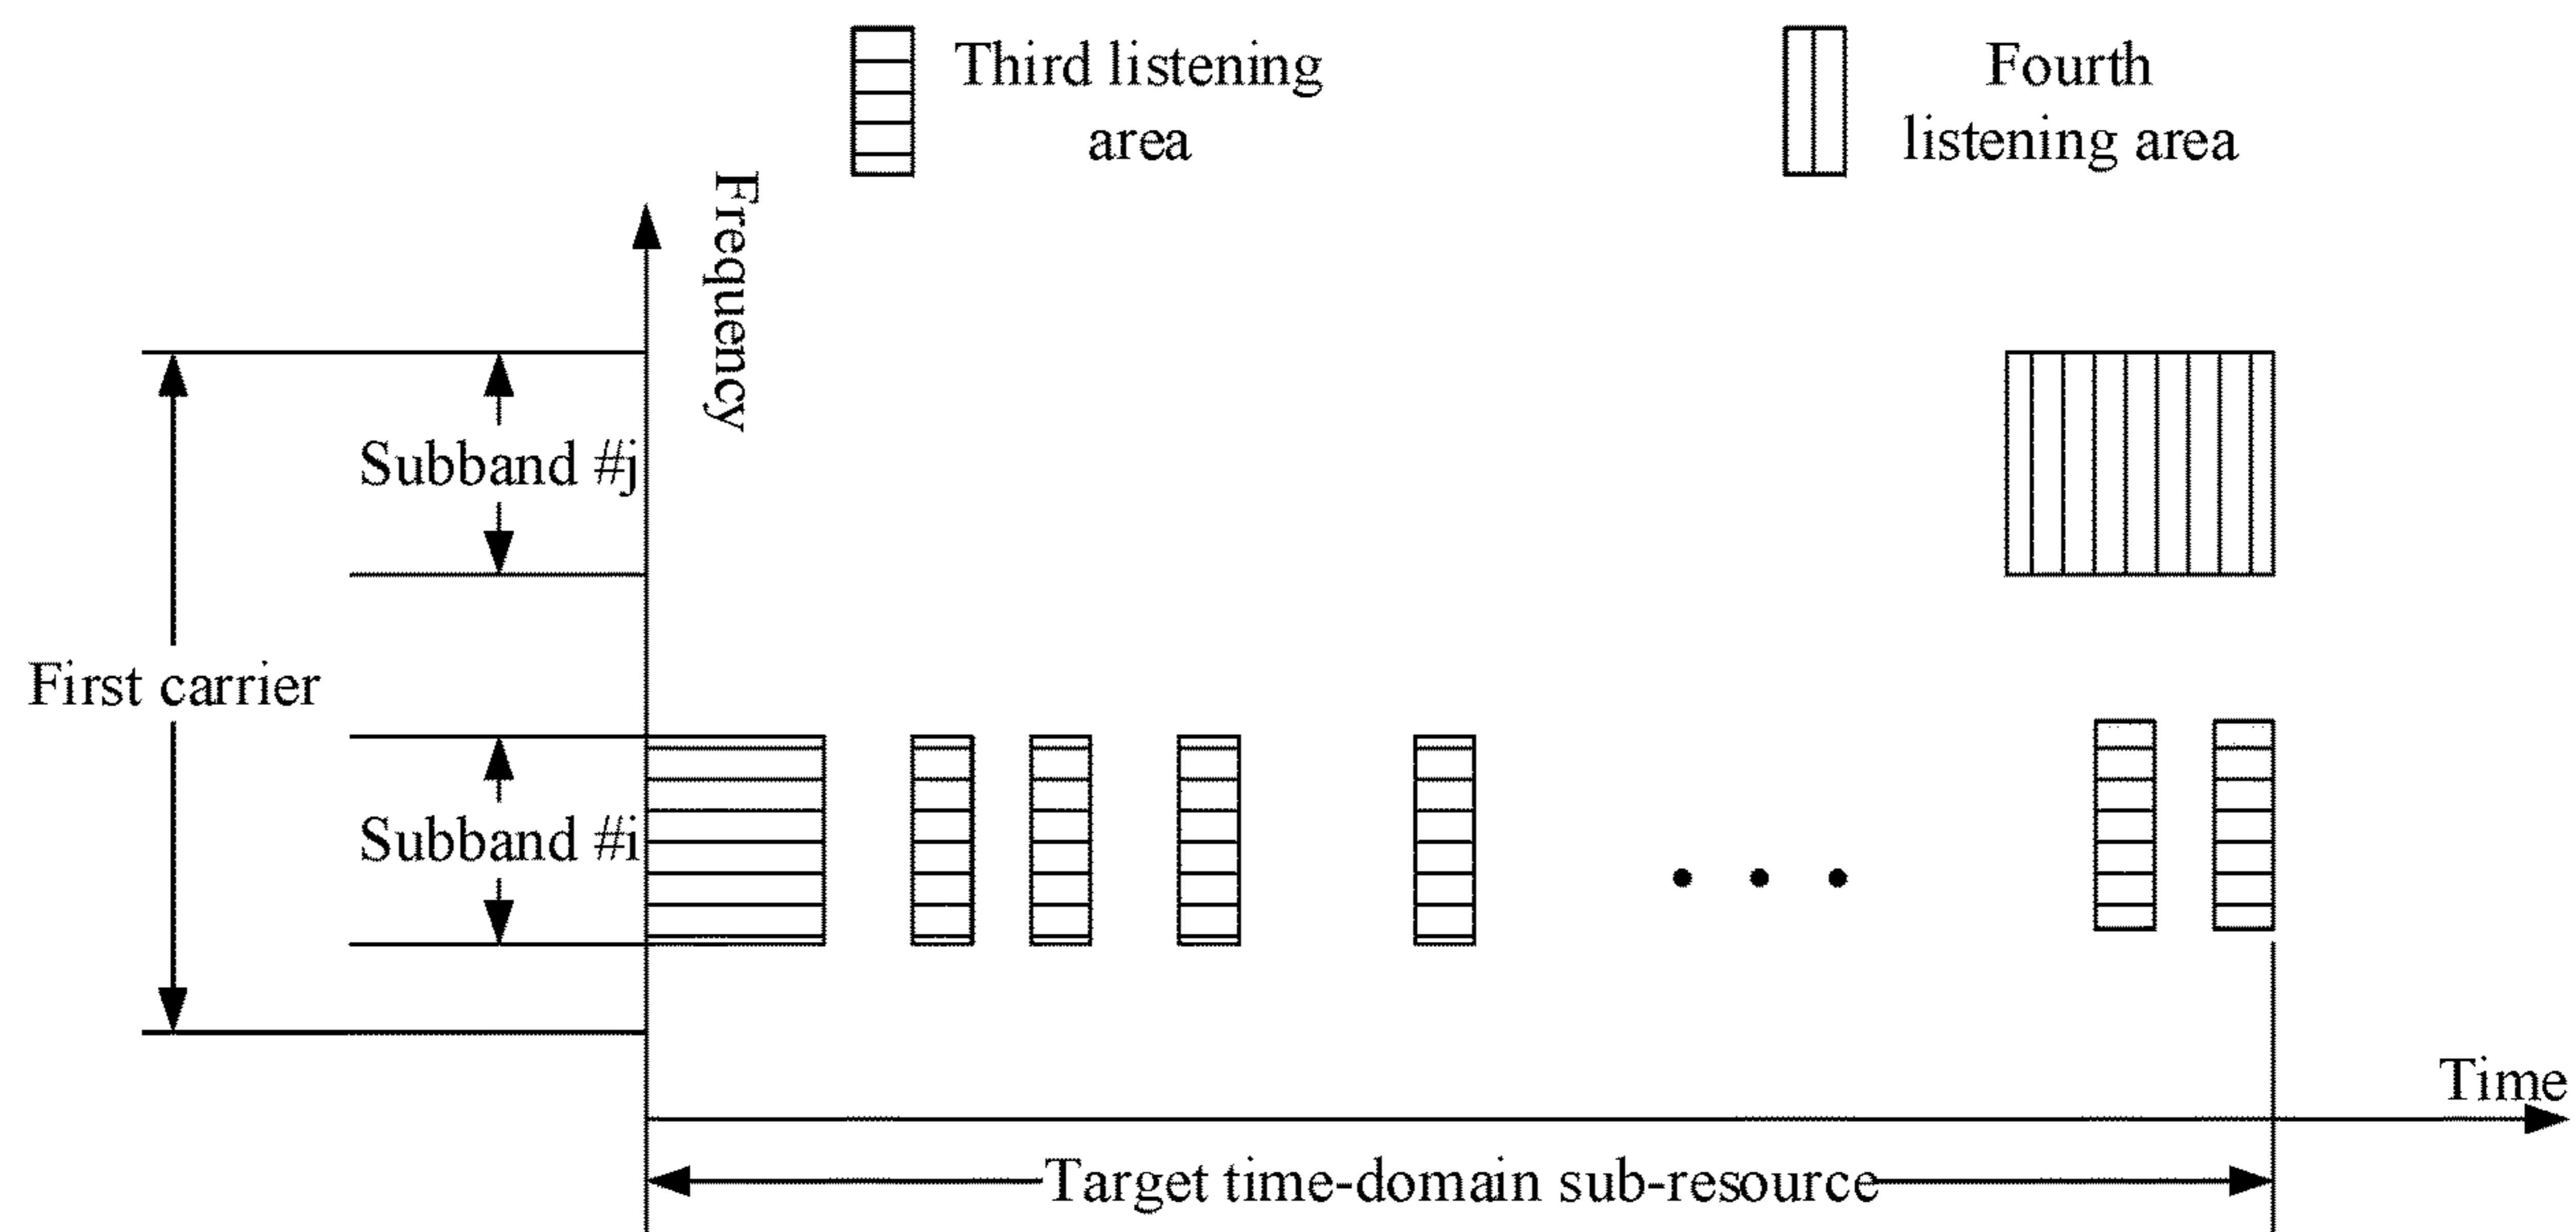 Third listening
area
Fourth
listening area
Frequency
Subband #j
First carrier
Subband #i
Time
Target time-domain sub-resource